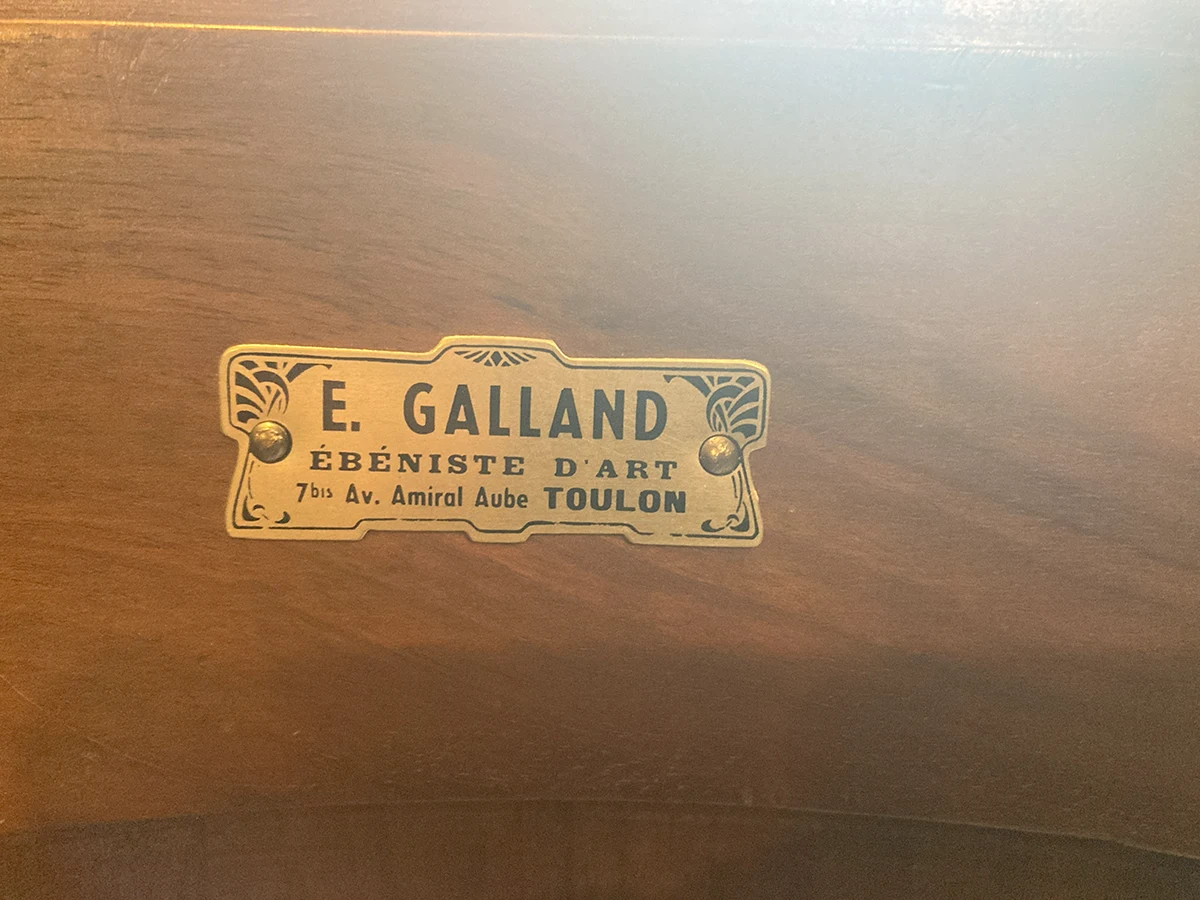 E. GALLAND
ÉBÉNISTE D'ART
7bis Av. Amiral Aube TOULON